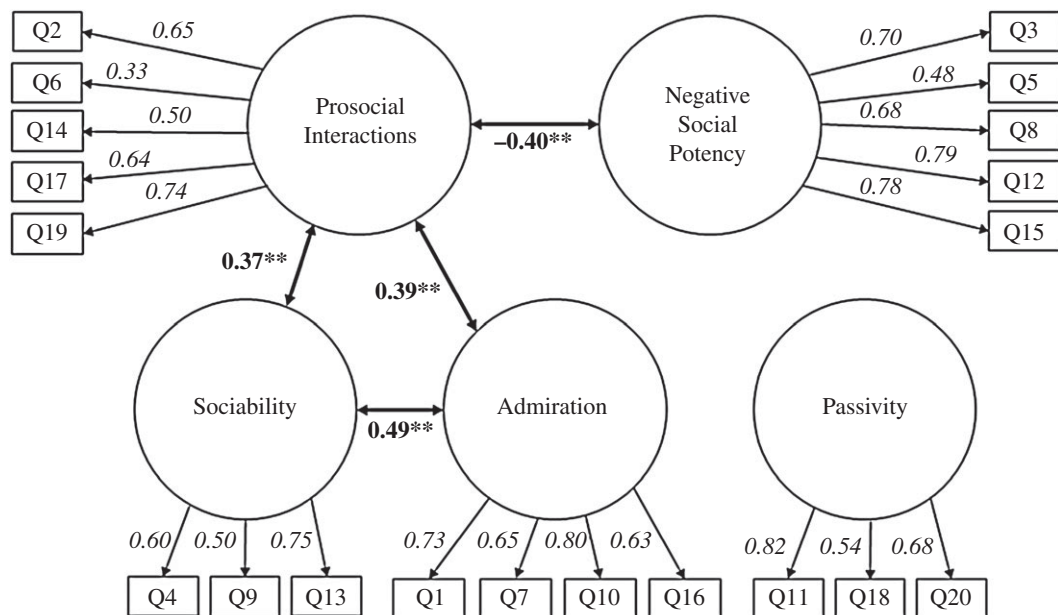 Q2
0.65
Q6
0.33
Q14
0.50
Q17
0.64
Q19
0.74
Prosocial
Interactions
–0.40**
Negative
Social
Potency
0.70
Q3
0.48
Q5
0.68
Q8
0.79
Q12
0.78
Q15
0.37**
0.39**
Sociability
0.49**
Admiration
Passivity
0.60
0.50
0.75
0.73
0.65
0.80
0.63
0.82
0.54
0.68
Q4
Q9
Q13
Q1
Q7
Q10
Q16
Q11
Q18
Q20